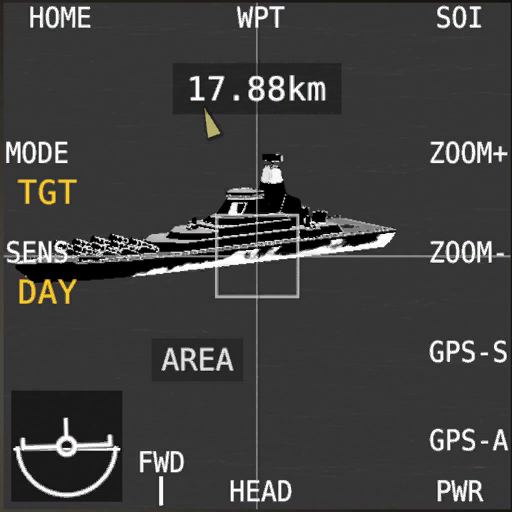 HOME WPT SOI
17.88km
MODE ZOOM+
TGT
SENS ZOOM-
DAY
AREA GPS-S
GPS-A
FWD
HEAD PWR